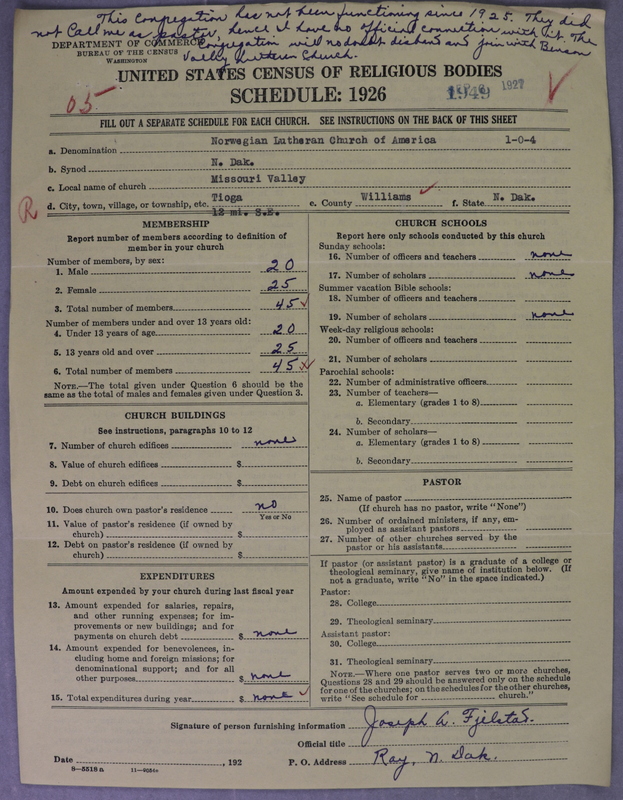 This Congregation has not been functioning since 1925. They did
not Call me as pastor, hence I have no official connection with it. The
Congregation will no doubt disband and join with Benson
Valley Lutheran Church.
DEPARTMENT OF COMMERCE
BUREAU OF THE CENSUS
WASHINGTON
UNITED STATES CENSUS OF RELIGIOUS BODIES
SCHEDULE: 1926
05-
1949
1927
FILL OUT A SEPARATE SCHEDULE FOR EACH CHURCH. SEE INSTRUCTIONS ON THE BACK OF THIS SHEET
a. Denomination Norwegian Lutheran Church of America 1-0-4
b. Synod N. Dak.
c. Local name of church Missouri Valley
d. City, town, village, or township, etc. Tioga e. County Williams f. State N. Dak.
12 mi. S.E.
R
MEMBERSHIP
Report number of members according to definition of
member in your church
Number of members, by sex:
1. Male 20
2. Female 25
3. Total number of members 45
Number of members under and over 13 years old:
4. Under 13 years of age 20
5. 13 years old and over 25
6. Total number of members 45
NOTE.—The total given under Question 6 should be the
same as the total of males and females given under Question 3.
CHURCH BUILDINGS
See instructions, paragraphs 10 to 12
7. Number of church edifices none
8. Value of church edifices $
9. Debt on church edifices $
10. Does church own pastor's residence no
Yes or No
11. Value of pastor's residence (if owned by
church) $
12. Debt on pastor's residence (if owned by
church) $
EXPENDITURES
Amount expended by your church during last fiscal year
13. Amount expended for salaries, repairs,
and other running expenses; for im-
provements or new buildings; and for
payments on church debt $ none
14. Amount expended for benevolences, in-
cluding home and foreign missions; for
denominational support; and for all
other purposes $ none
15. Total expenditures during year $ none
CHURCH SCHOOLS
Report here only schools conducted by this church
Sunday schools:
16. Number of officers and teachers none
17. Number of scholars none
Summer vacation Bible schools:
18. Number of officers and teachers
19. Number of scholars none
Week-day religious schools:
20. Number of officers and teachers
21. Number of scholars
Parochial schools:
22. Number of administrative officers
23. Number of teachers—
a. Elementary (grades 1 to 8)
b. Secondary
24. Number of scholars—
a. Elementary (grades 1 to 8)
b. Secondary
PASTOR
25. Name of pastor
(If church has no pastor, write "None")
26. Number of ordained ministers, if any, em-
ployed as assistant pastors
27. Number of other churches served by the
pastor or his assistants
If pastor (or assistant pastor) is a graduate of a college or
theological seminary, give name of institution below. (If
not a graduate, write "No" in the space indicated.)
Pastor:
28. College
29. Theological seminary
Assistant pastor:
30. College
31. Theological seminary
NOTE.—Where one pastor serves two or more churches,
Questions 28 and 29 should be answered only on the schedule
for one of the churches; on the schedules for the other churches,
write "See schedule for church."
Signature of person furnishing information Joseph A. Fjelstad.
Official title
Date , 192 P. O. Address Ray, N. Dak.
8—5518 a